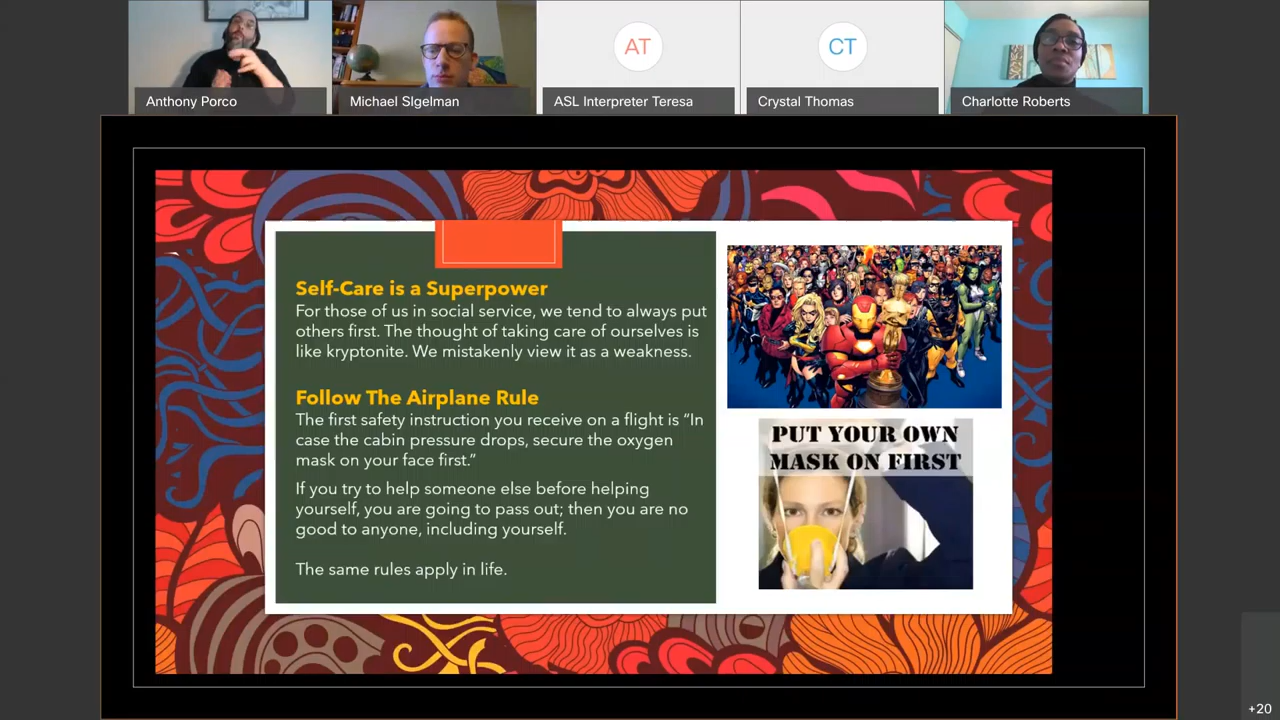 AT
CT
Anthony Porco
Michael SIgelman
ASL Interpreter Teresa
Crystal Thomas
Charlotte Roberts
Self-Care is a Superpower
For those of us in social service, we tend to always put
others first. The thought of taking care of ourselves is
like kryptonite. We mistakenly view it as a weakness.
Follow The Airplane Rule
The first safety instruction you receive on a flight is “In
case the cabin pressure drops, secure the oxygen
mask on your face first.”
If you try to help someone else before helping
yourself, you are going to pass out; then you are no
good to anyone, including yourself.
The same rules apply in life.
PUT YOUR OWN
MASK ON FIRST
+20